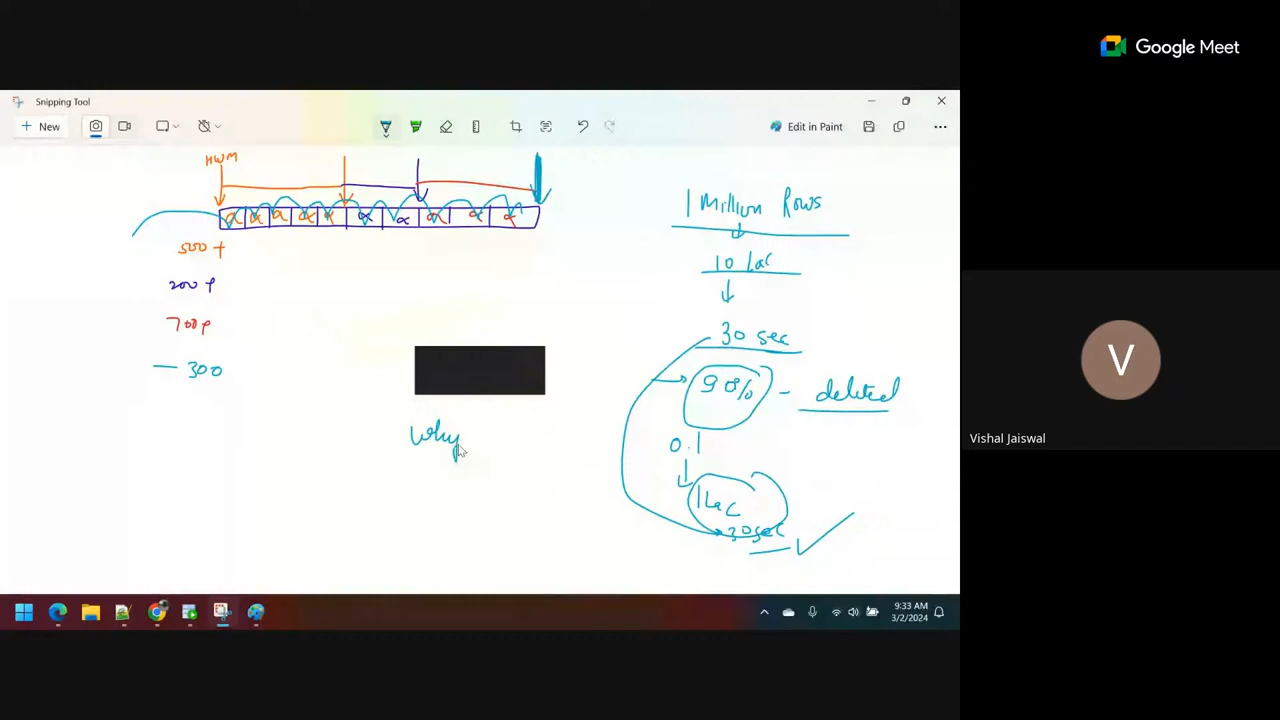 Google Meet
Snipping Tool
New
Edit in Paint
HWM
α α α α α α α α α α
500 +
200 +
700 +
— 300
Why
1 Million Rows
10 Lac
30 sec
90% - deleted
0.1
1 Lac
30 sec
V
Vishal Jaiswal
9:33 AM
3/2/2024